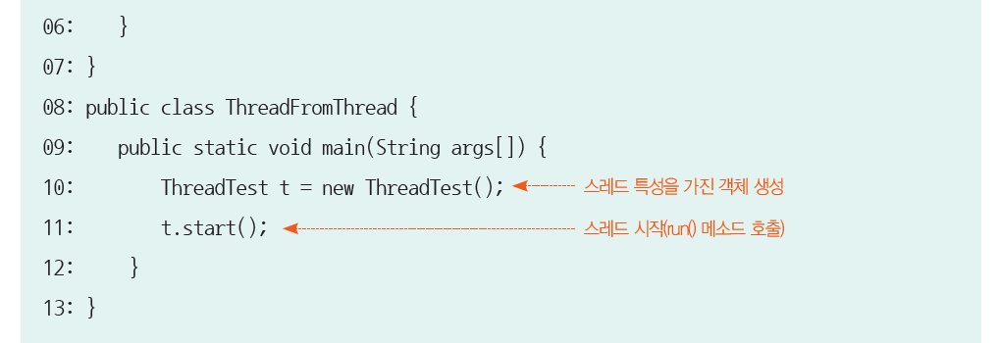 06:    }
07: }
08: public class ThreadFromThread {
09:    public static void main(String args[]) {
10:        ThreadTest t = new ThreadTest(); 스레드 특성을 가진 객체 생성
11:        t.start(); 스레드 시작(run() 메소드 호출)
12:     }
13: }